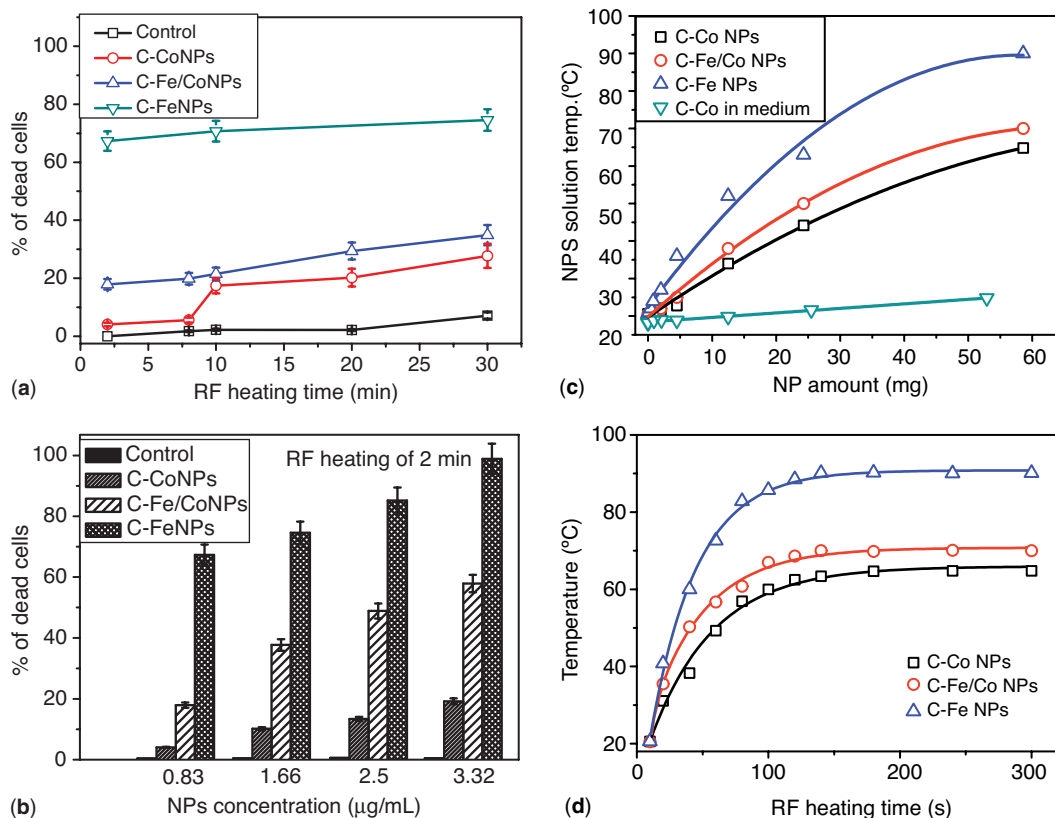 100
80
60
40
20
0
% of dead cells
Control
C-CoNPs
C-Fe/CoNPs
C-FeNPs
0 5 10 15 20 25 30
RF heating time (min)
(a)
100
90
80
70
60
50
40
30
20
NPS solution temp.(ºC)
C-Co NPs
C-Fe/Co NPs
C-Fe NPs
C-Co in medium
0 10 20 30 40 50 60
NP amount (mg)
(c)
100
80
60
40
20
0
% of dead cells
Control
C-CoNPs
C-Fe/CoNPs
C-FeNPs
RF heating of 2 min
0.83 1.66 2.5 3.32
NPs concentration (μg/mL)
(b)
100
80
60
40
20
Temperature (ºC)
C-Co NPs
C-Fe/Co NPs
C-Fe NPs
0 100 200 300
RF heating time (s)
(d)